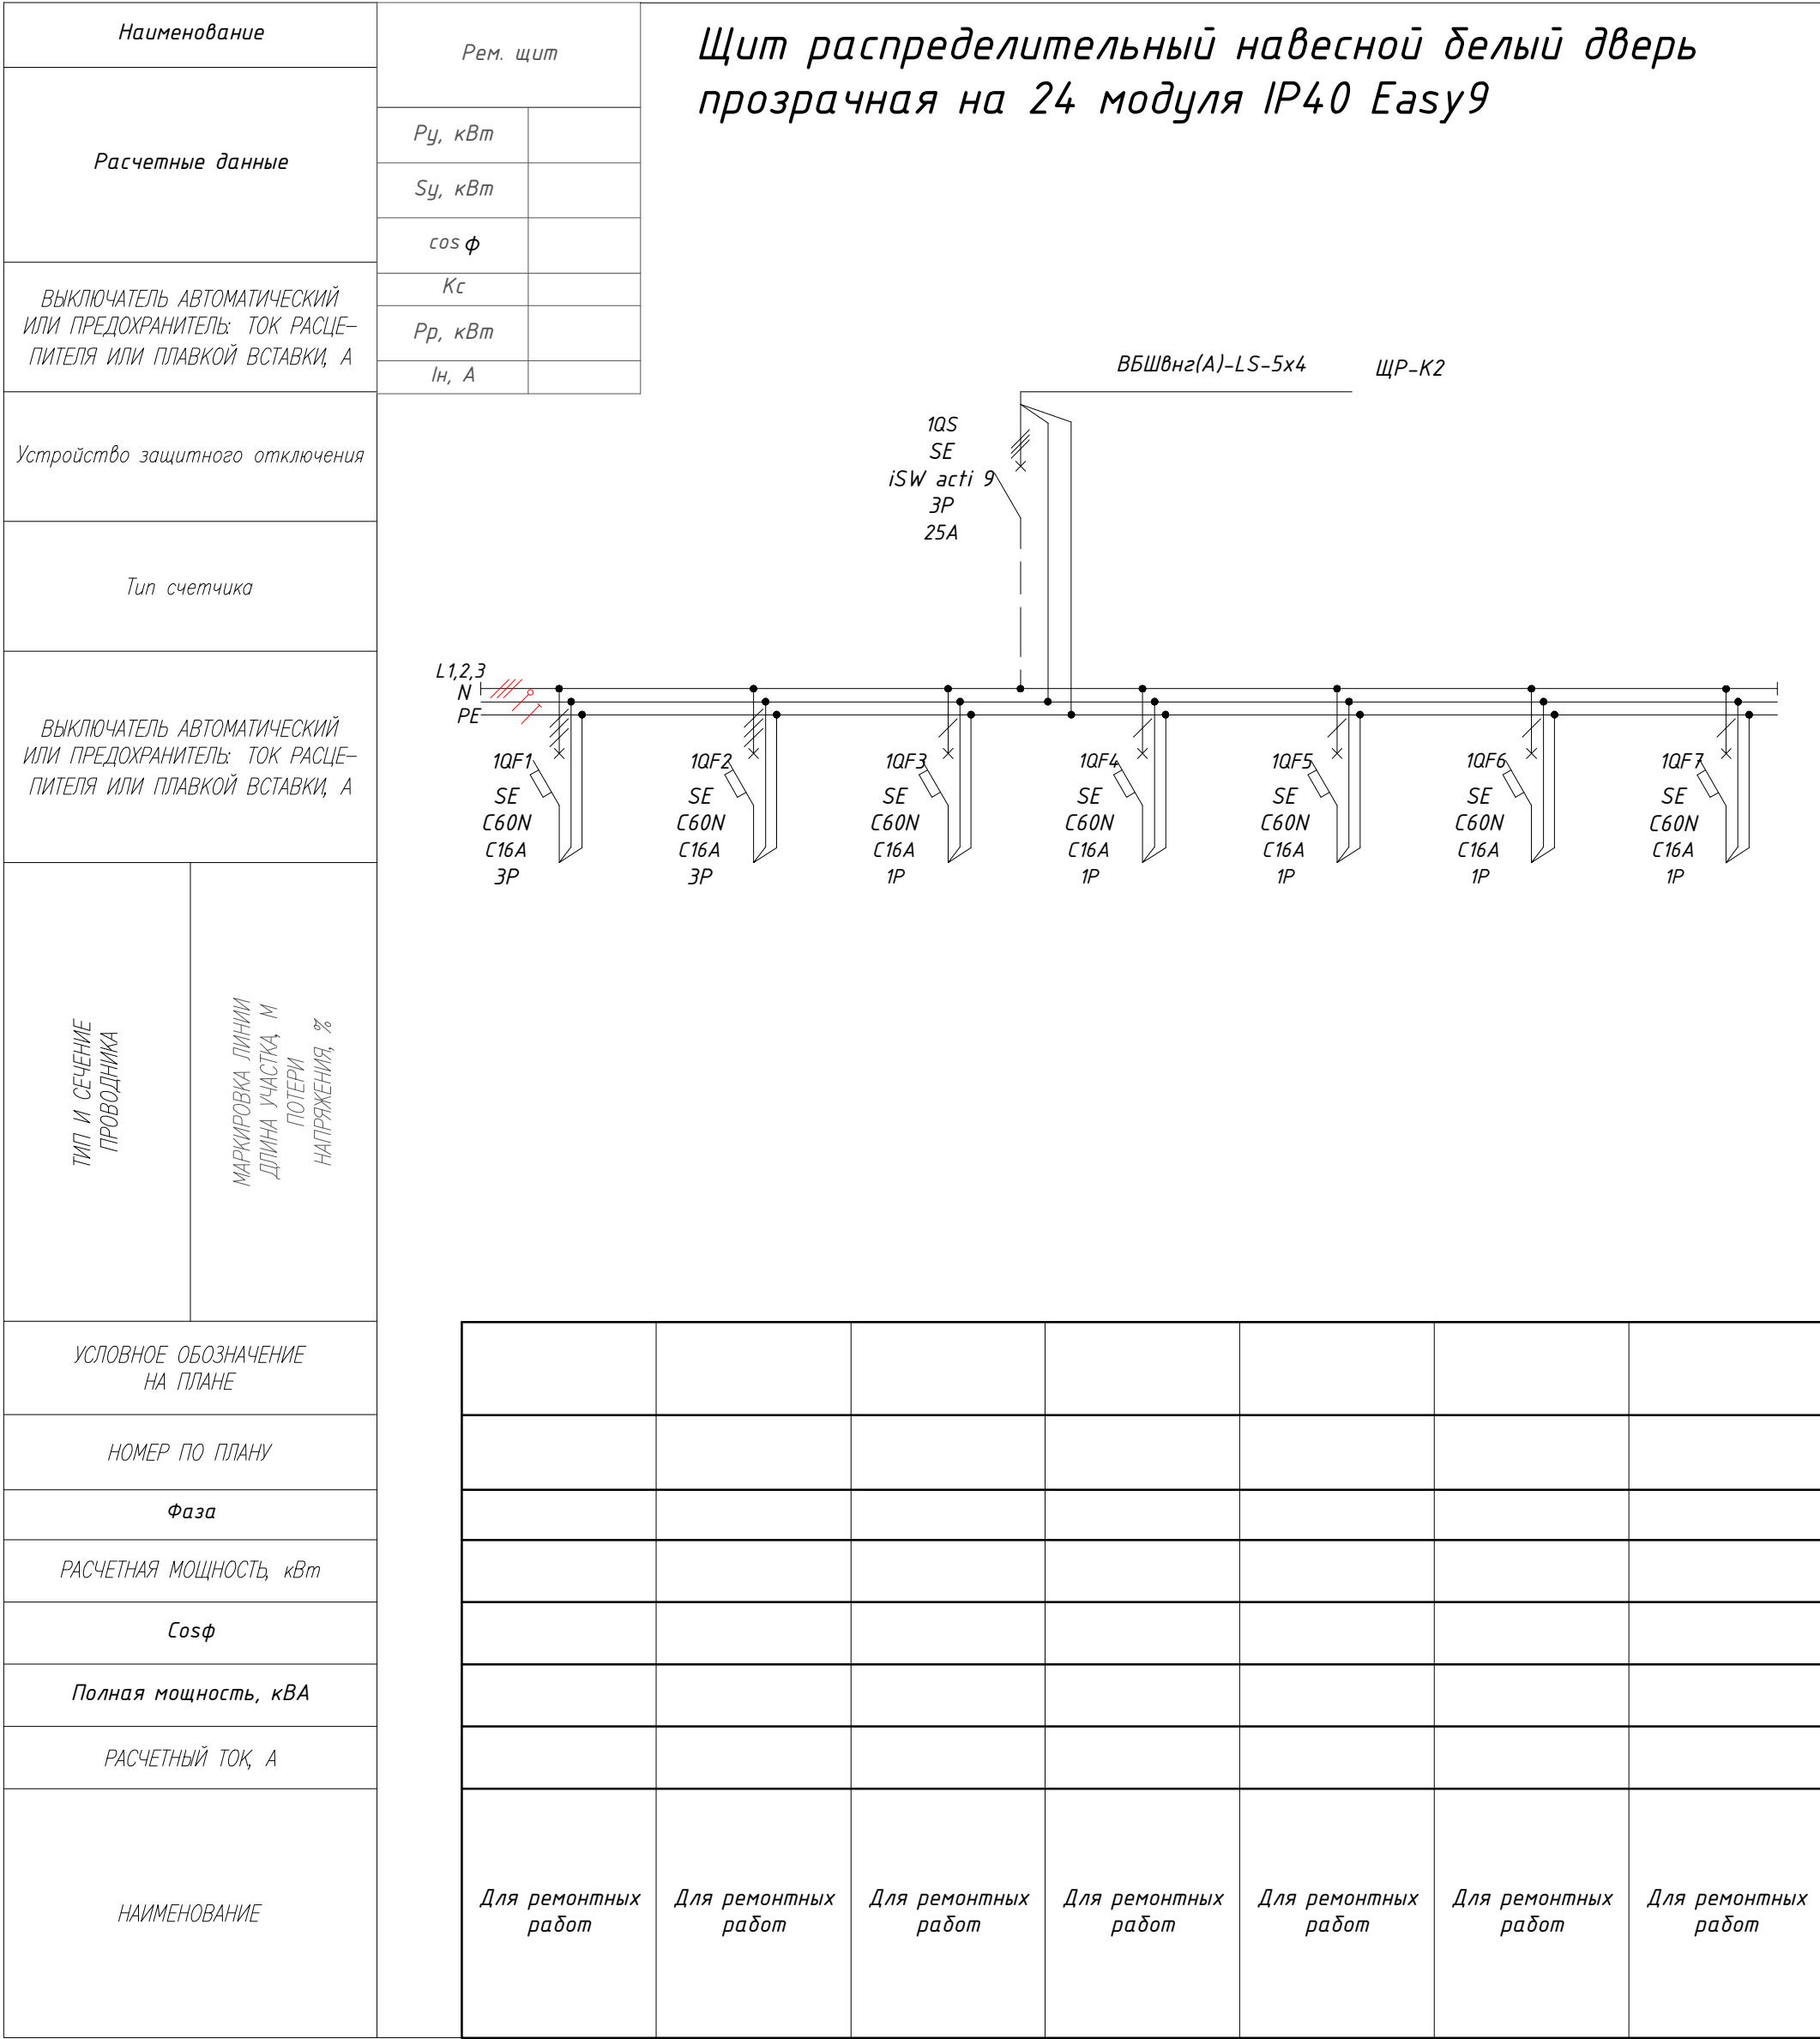 Наименование
Рем. щит
Щит распределительный навесной белый дверь
прозрачная на 24 модуля IP40 Easy9
Расчетные данные
Ру, кВт
Sу, кВт
cos ф
Кс
Рр, кВт
Iн, А
ВЫКЛЮЧАТЕЛЬ АВТОМАТИЧЕСКИЙ
ИЛИ ПРЕДОХРАНИТЕЛЬ: ТОК РАСЦЕ-
ПИТЕЛЯ ИЛИ ПЛАВКОЙ ВСТАВКИ, А
ВБШвнг(А)-LS-5х4
ЩР-К2
Устройство защитного отключения
1QS
SE
iSW acti 9
3P
25A
Тип счетчика
L1,2,3
N
PE
ВЫКЛЮЧАТЕЛЬ АВТОМАТИЧЕСКИЙ
ИЛИ ПРЕДОХРАНИТЕЛЬ: ТОК РАСЦЕ-
ПИТЕЛЯ ИЛИ ПЛАВКОЙ ВСТАВКИ, А
1QF1
SE
C60N
C16A
3P
1QF2
SE
C60N
C16A
3P
1QF3
SE
C60N
C16A
1P
1QF4
SE
C60N
C16A
1P
1QF5
SE
C60N
C16A
1P
1QF6
SE
C60N
C16A
1P
1QF7
SE
C60N
C16A
1P
ТИП И СЕЧЕНИЕ
ПРОВОДНИКА
МАРКИРОВКА ЛИНИИ
ДЛИНА УЧАСТКА, М
ПОТЕРИ
НАПРЯЖЕНИЯ, %
УСЛОВНОЕ ОБОЗНАЧЕНИЕ
НА ПЛАНЕ
НОМЕР ПО ПЛАНУ
Фаза
РАСЧЕТНАЯ МОЩНОСТЬ, кВт
Cosф
Полная мощность, кВА
РАСЧЕТНЫЙ ТОК, А
НАИМЕНОВАНИЕ
Для ремонтных
работ
Для ремонтных
работ
Для ремонтных
работ
Для ремонтных
работ
Для ремонтных
работ
Для ремонтных
работ
Для ремонтных
работ